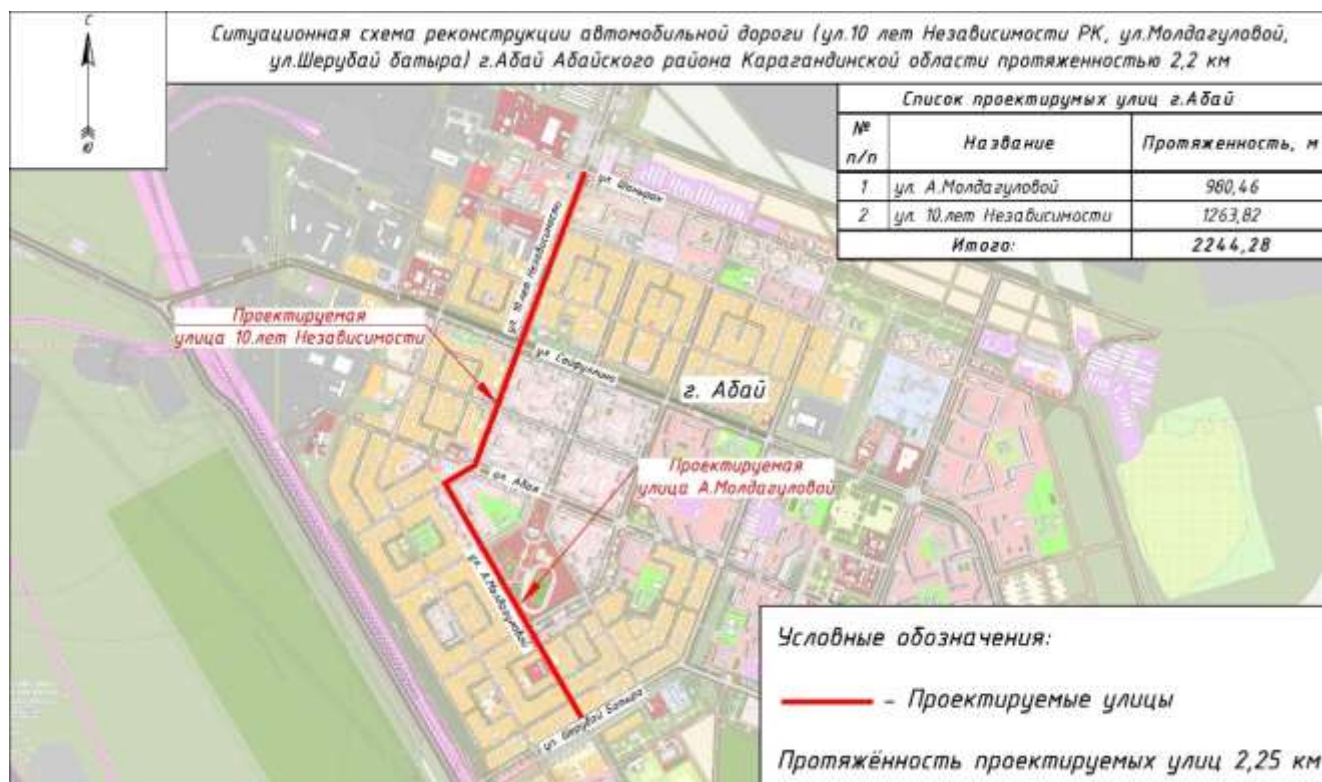 С
Ю
Ситуационная схема реконструкции автомобильной дороги (ул.10 лет Независимости РК, ул.Молдагуловой,
ул.Шерубай батыра) г.Абай Абайского района Карагандинской области протяженностью 2,2 км
Список проектирумых улиц г.Абай
№ п/п Название Протяженность, м
1 ул. А.Молдагуловой 980,46
2 ул. 10.лет Независимости 1263,82
Итого: 2244,28
ул. Шанырак
ул. 10.лет Независимости
Проектируемая
улица 10.лет Независимости
ул. Сейфуллина
г. Абай
Проектируемая
улица А.Молдагуловой
ул. Абая
ул. А.Молдагуловой
ул. Шерубай Батыра
Условные обозначения:
– Проектируемые улицы
Протяжённость проектируемых улиц 2,25 км